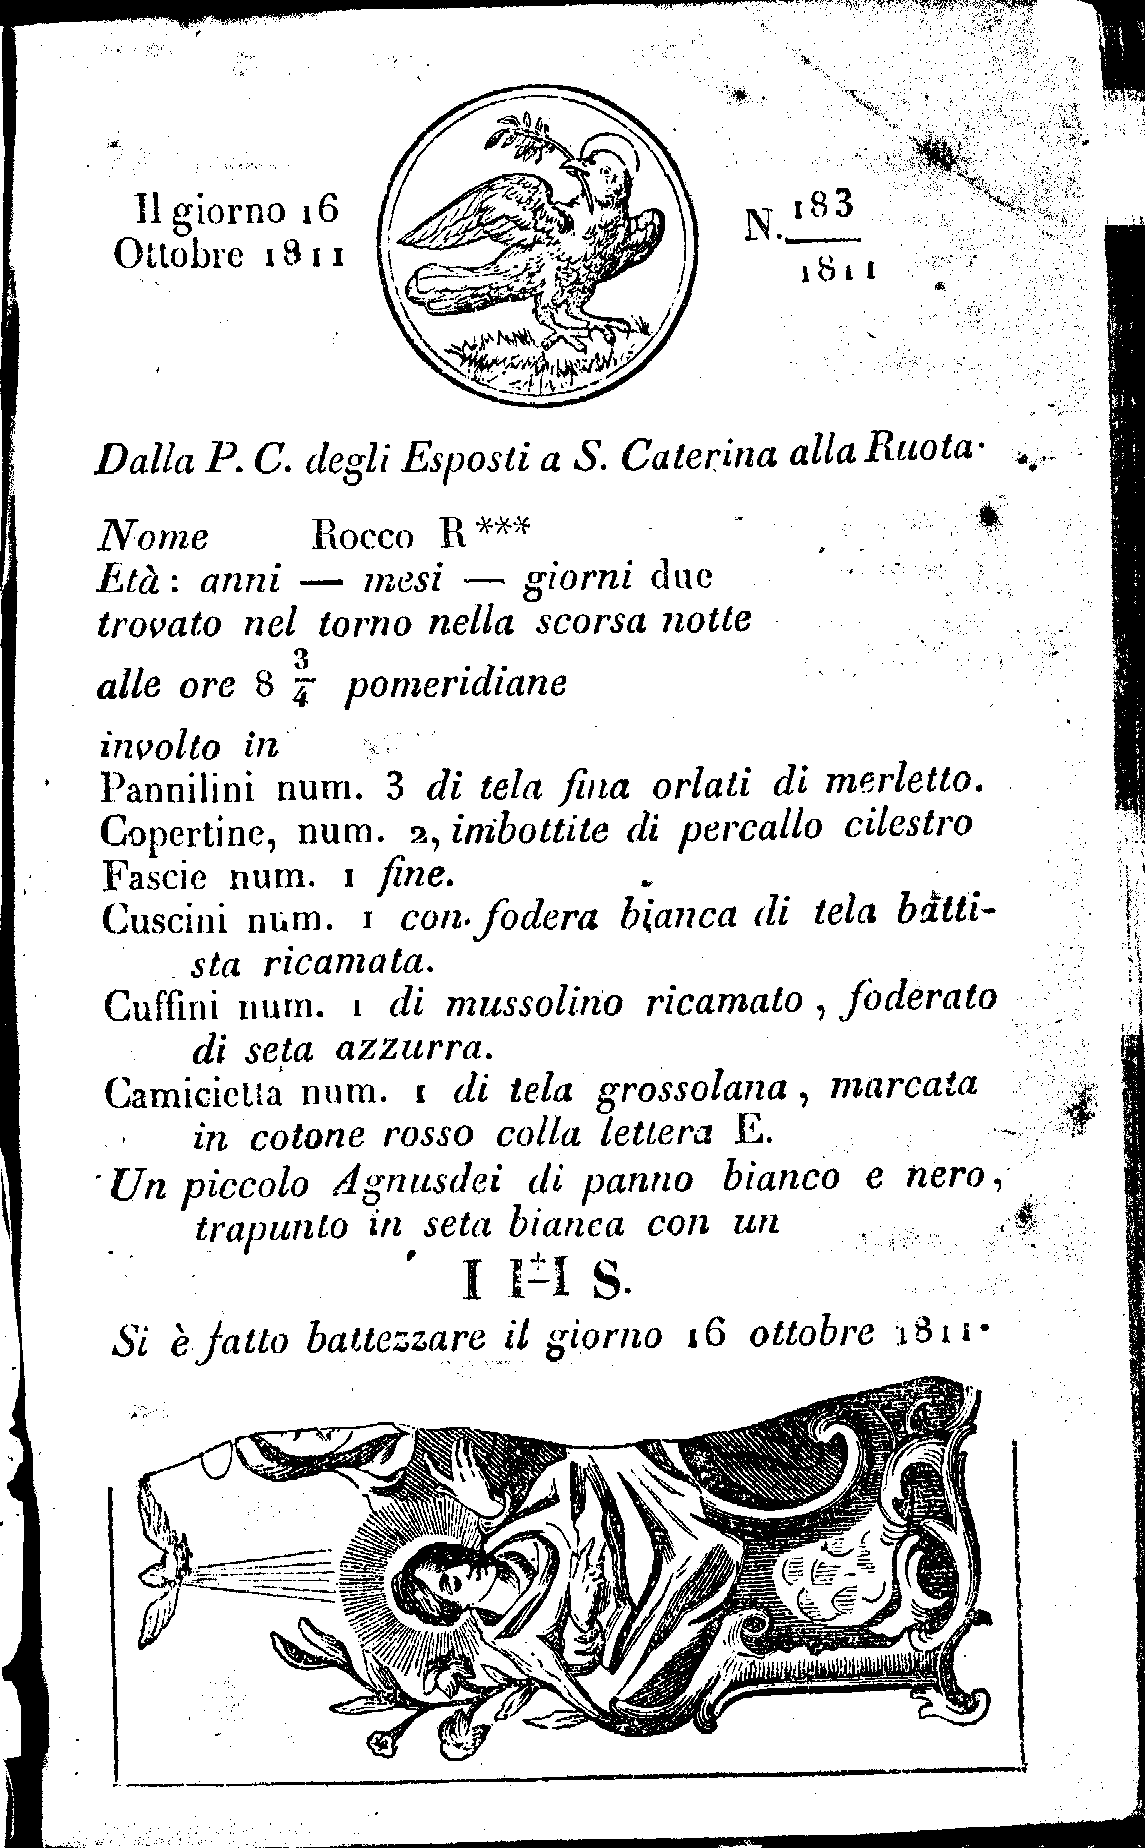 Il giorno 16
Ottobre 1811
N. 183
1811
Dalla P. C. degli Esposti a S. Caterina alla Ruota.
Nome Rocco R***
Età: anni — mesi — giorni due
trovato nel torno nella scorsa notte
alle ore 8 3/4 pomeridiane
involto in
Pannilini num. 3 di tela fina orlati di merletto.
Copertine, num. 2, imbottite di percallo cilestro
Fascie num. 1 fine.
Cuscini num. 1 con fodera bianca di tela batti-
sta ricamata.
Cuffini num. 1 di mussolino ricamato, foderato
di seta azzurra.
Camicietta num. 1 di tela grossolana, marcata
in cotone rosso colla lettera E.
Un piccolo Agnusdei di panno bianco e nero,
trapunto in seta bianca con un
I H S.
Si è fatto battezzare il giorno 16 ottobre 1811.